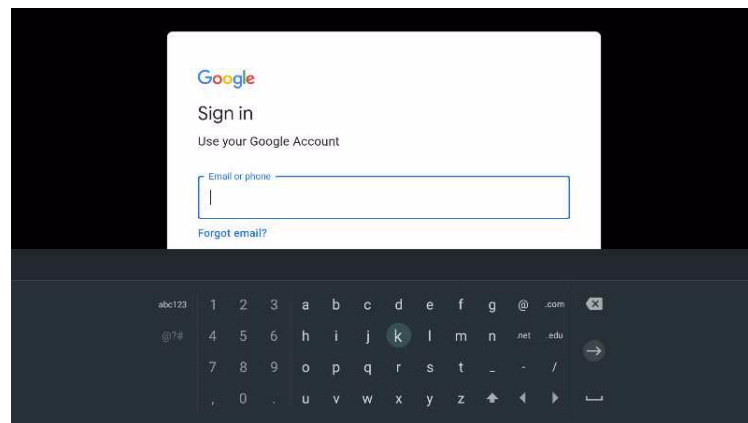 Google
Sign in
Use your Google Account
Email or phone
Forgot email?
abc123 1 2 3 a b c d e f g @ .com
@?# 4 5 6 h i j k l m n .net .edu
7 8 9 o p q r s t _ - /
, 0 . u v w x y z